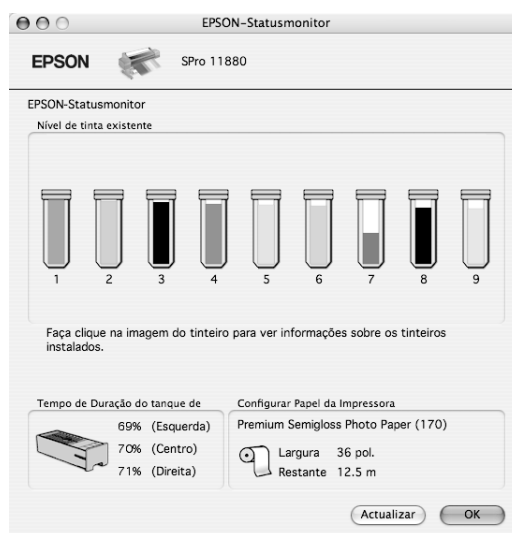 EPSON-Statusmonitor
EPSON SPro 11880
EPSON-Statusmonitor
Nível de tinta existente
1 2 3 4 5 6 7 8 9
Faça clique na imagem do tinteiro para ver informações sobre os tinteiros
instalados.
Tempo de Duração do tanque de
69% (Esquerda)
70% (Centro)
71% (Direita)
Configurar Papel da Impressora
Premium Semigloss Photo Paper (170)
Largura 36 pol.
Restante 12.5 m
Actualizar OK